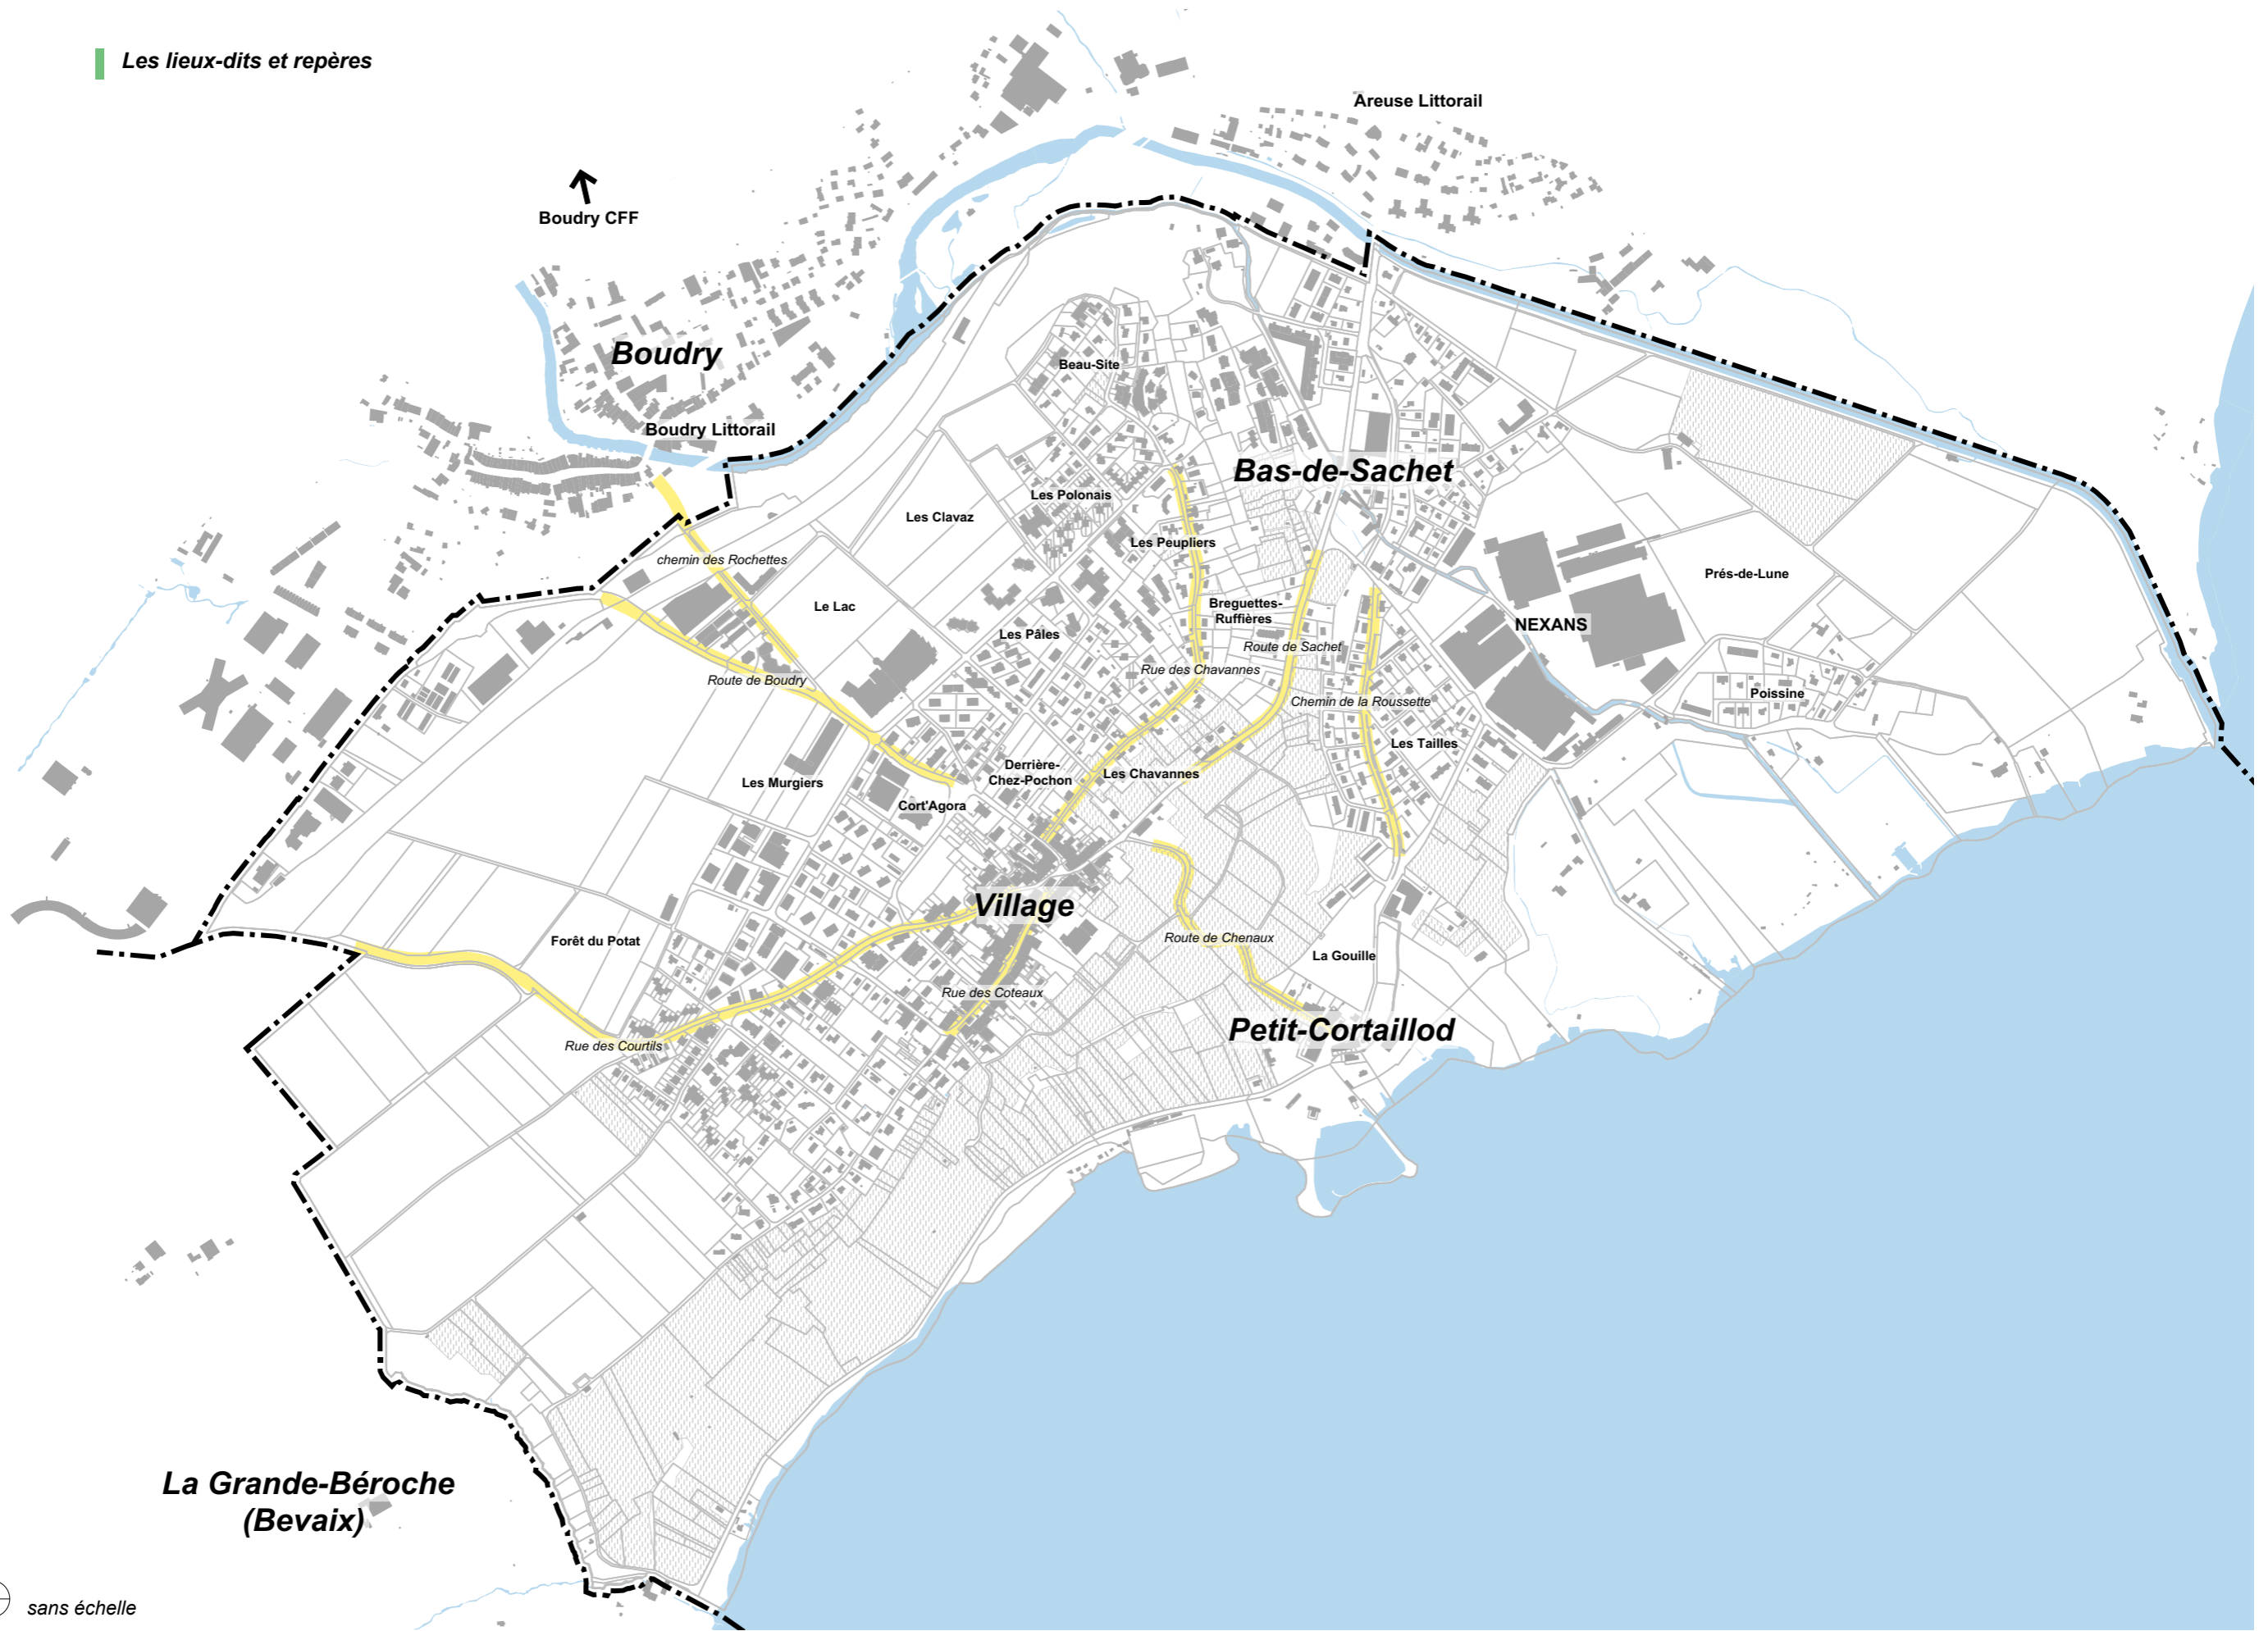 Les lieux-dits et repères
Areuse Littorail
Boudry CFF
Boudry
Beau-Site
Boudry Littorail
Bas-de-Sachet
Les Polonais
Les Clavaz
Les Peupliers
chemin des Rochettes
Prés-de-Lune
Le Lac
Breguettes-
Ruffières
NEXANS
Les Pâles
Route de Sachet
Rue des Chavannes
Route de Boudry
Poissine
Chemin de la Roussette
Les Tailles
Derrière-
Chez-Pochon
Les Chavannes
Les Murgiers
Cort'Agora
Village
Route de Chenaux
Forêt du Potat
La Gouille
Rue des Coteaux
Petit-Cortaillod
Rue des Courtils
La Grande-Béroche
(Bevaix)
sans échelle